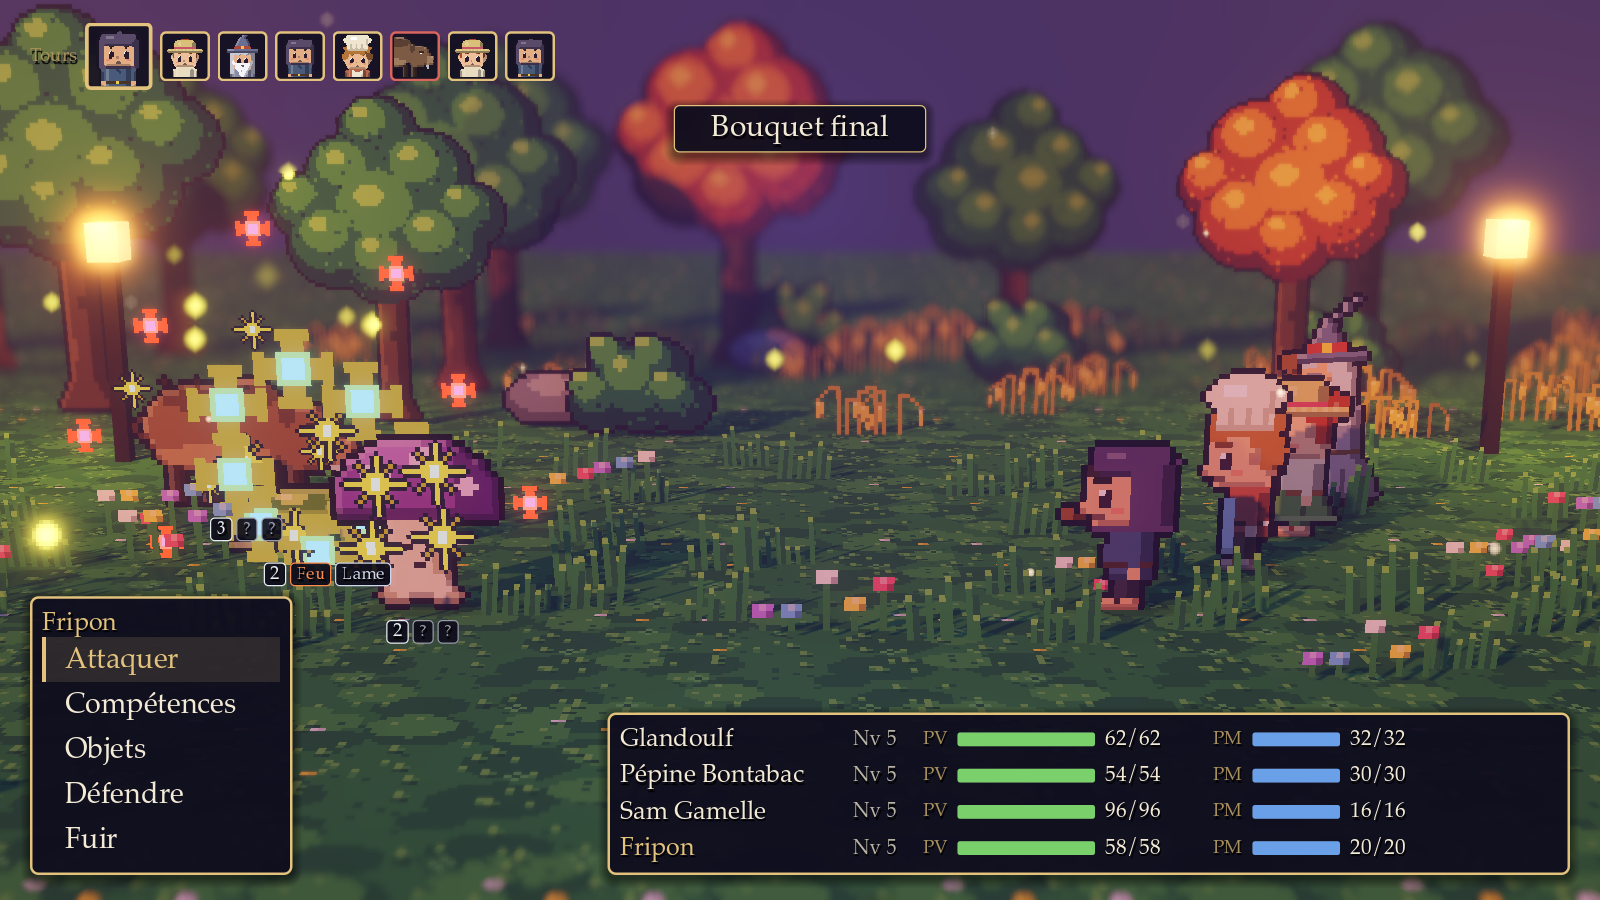 Tours
Bouquet final
3 ? ?
2 Feu Lame
2 ? ?
Fripon
Attaquer
Compétences
Objets
Défendre
Fuir
Glandoulf Nv 5 PV 62/62 PM 32/32
Pépine Bontabac Nv 5 PV 54/54 PM 30/30
Sam Gamelle Nv 5 PV 96/96 PM 16/16
Fripon Nv 5 PV 58/58 PM 20/20